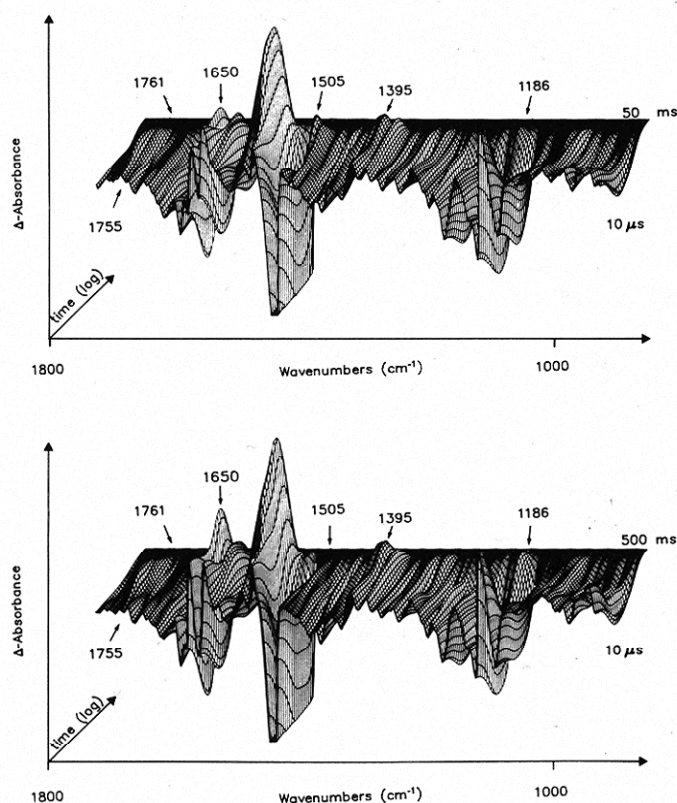 1761
1650
1505
1395
1186
50 ms
Δ-Absorbance
1755
10 μs
time (log)
1800
Wavenumbers (cm⁻¹)
1000
1761
1650
1505
1395
1186
500 ms
Δ-Absorbance
1755
10 μs
time (log)
1800
Wavenumbers (cm⁻¹)
1000